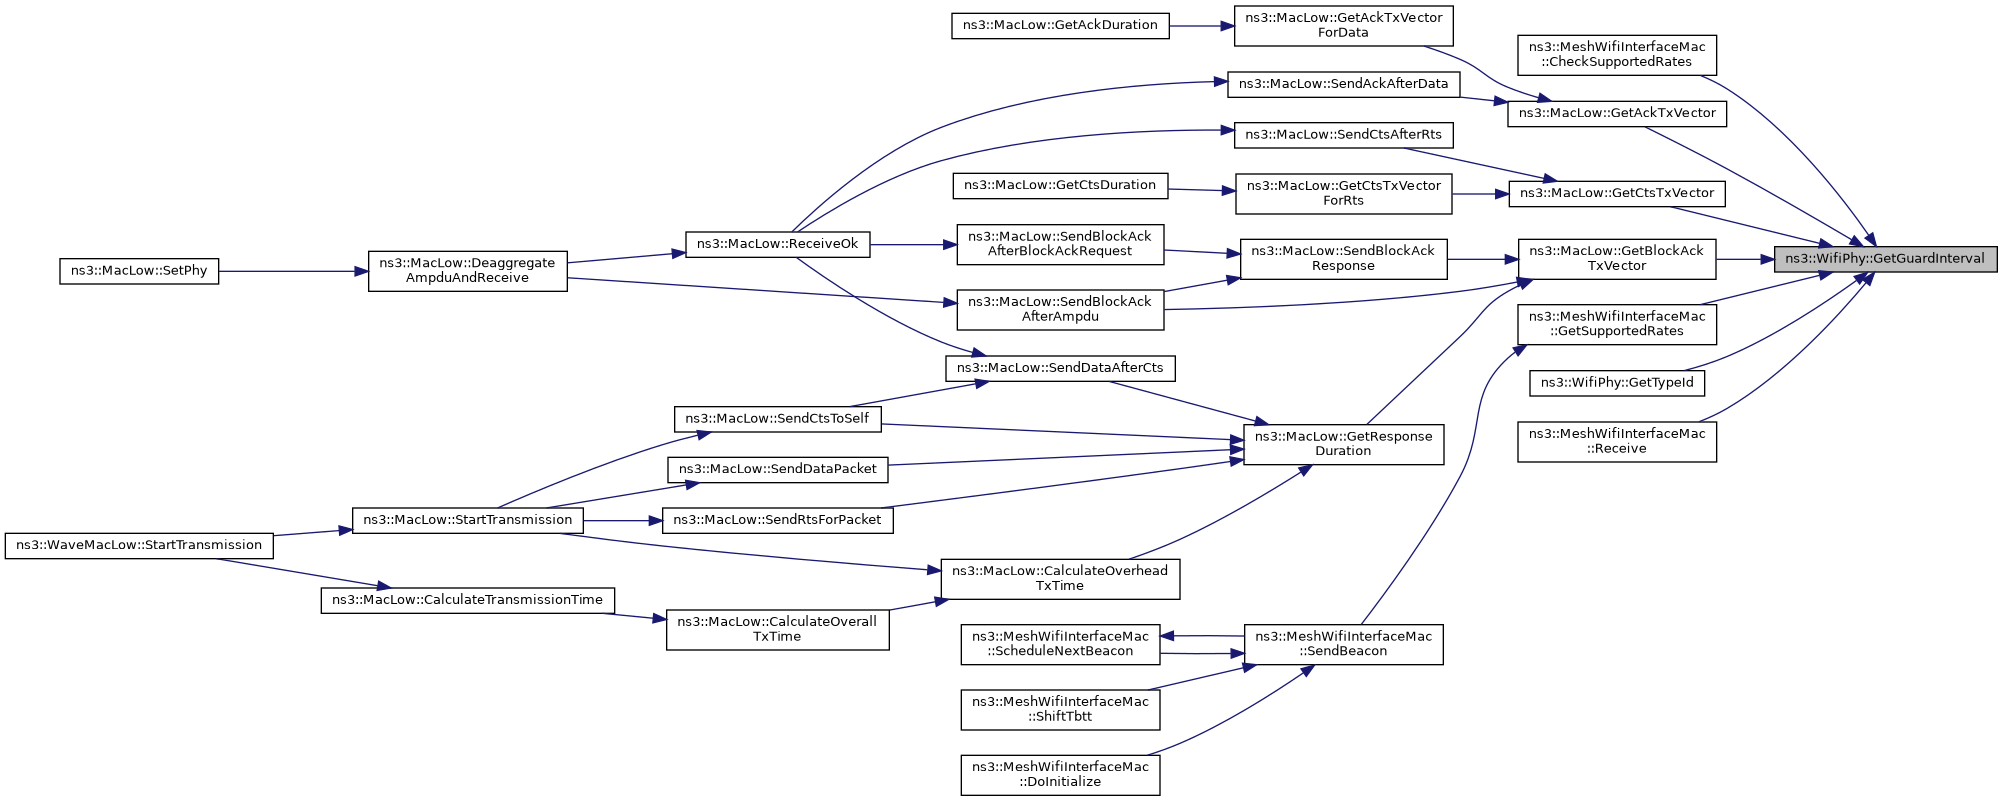 ns3::MacLow::GetAckDuration
ns3::MacLow::GetAckTxVector
ForData
ns3::MeshWifiInterfaceMac
::CheckSupportedRates
ns3::MacLow::SendAckAfterData
ns3::MacLow::GetAckTxVector
ns3::MacLow::SendCtsAfterRts
ns3::MacLow::GetCtsDuration
ns3::MacLow::GetCtsTxVector
ForRts
ns3::MacLow::GetCtsTxVector
ns3::MacLow::SetPhy
ns3::MacLow::Deaggregate
AmpduAndReceive
ns3::MacLow::ReceiveOk
ns3::MacLow::SendBlockAck
AfterBlockAckRequest
ns3::MacLow::SendBlockAck
Response
ns3::MacLow::GetBlockAck
TxVector
ns3::WifiPhy::GetGuardInterval
ns3::MacLow::SendBlockAck
AfterAmpdu
ns3::MeshWifiInterfaceMac
::GetSupportedRates
ns3::MacLow::SendDataAfterCts
ns3::WifiPhy::GetTypeId
ns3::MacLow::SendCtsToSelf
ns3::MacLow::GetResponse
Duration
ns3::MeshWifiInterfaceMac
::Receive
ns3::MacLow::SendDataPacket
ns3::MacLow::StartTransmission
ns3::MacLow::SendRtsForPacket
ns3::WaveMacLow::StartTransmission
ns3::MacLow::CalculateOverhead
TxTime
ns3::MacLow::CalculateTransmissionTime
ns3::MacLow::CalculateOverall
TxTime
ns3::MeshWifiInterfaceMac
::ScheduleNextBeacon
ns3::MeshWifiInterfaceMac
::SendBeacon
ns3::MeshWifiInterfaceMac
::ShiftTbtt
ns3::MeshWifiInterfaceMac
::DoInitialize